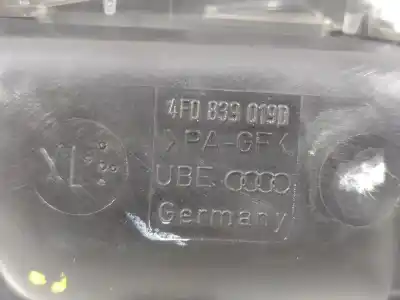 4F0 839 019D
>PA-GF<
XL
UBE
Germany